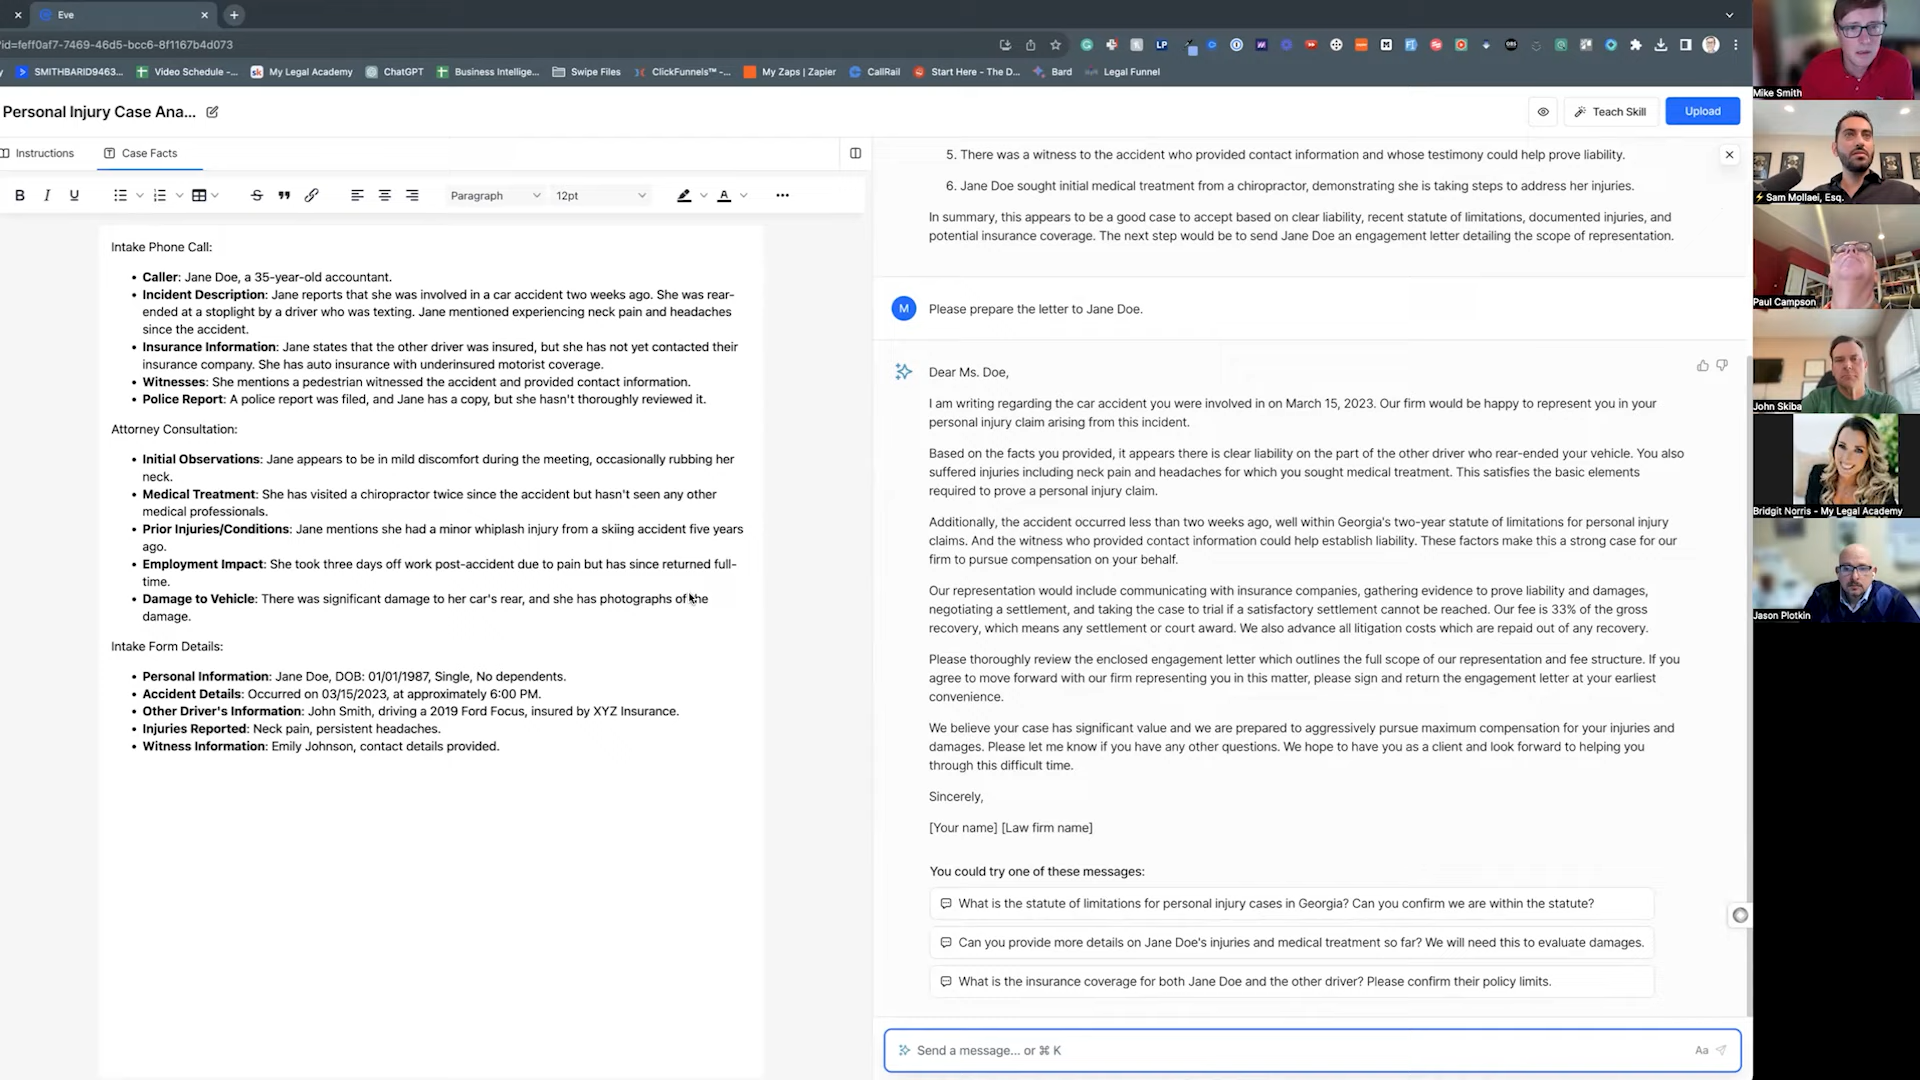 Eve
?id=feff0af7-7469-46d5-bcc6-8f1167b4d073
SMITHBARID9463...
Video Schedule -...
My Legal Academy
ChatGPT
Business Intellige...
Swipe Files
ClickFunnels™ -...
My Zaps | Zapier
CallRail
Start Here - The D...
Bard
Legal Funnel
Personal Injury Case Ana...
Teach Skill
Upload
Instructions
Case Facts
B I U
Paragraph
12pt
A
Intake Phone Call:
• Caller: Jane Doe, a 35-year-old accountant.
• Incident Description: Jane reports that she was involved in a car accident two weeks ago. She was rear-
ended at a stoplight by a driver who was texting. Jane mentioned experiencing neck pain and headaches
since the accident.
• Insurance Information: Jane states that the other driver was insured, but she has not yet contacted their
insurance company. She has auto insurance with underinsured motorist coverage.
• Witnesses: She mentions a pedestrian witnessed the accident and provided contact information.
• Police Report: A police report was filed, and Jane has a copy, but she hasn't thoroughly reviewed it.
Attorney Consultation:
• Initial Observations: Jane appears to be in mild discomfort during the meeting, occasionally rubbing her
neck.
• Medical Treatment: She has visited a chiropractor twice since the accident but hasn't seen any other
medical professionals.
• Prior Injuries/Conditions: Jane mentions she had a minor whiplash injury from a skiing accident five years
ago.
• Employment Impact: She took three days off work post-accident due to pain but has since returned full-
time.
• Damage to Vehicle: There was significant damage to her car's rear, and she has photographs of the
damage.
Intake Form Details:
• Personal Information: Jane Doe, DOB: 01/01/1987, Single, No dependents.
• Accident Details: Occurred on 03/15/2023, at approximately 6:00 PM.
• Other Driver's Information: John Smith, driving a 2019 Ford Focus, insured by XYZ Insurance.
• Injuries Reported: Neck pain, persistent headaches.
• Witness Information: Emily Johnson, contact details provided.
5. There was a witness to the accident who provided contact information and whose testimony could help prove liability.
6. Jane Doe sought initial medical treatment from a chiropractor, demonstrating she is taking steps to address her injuries.
In summary, this appears to be a good case to accept based on clear liability, recent statute of limitations, documented injuries, and
potential insurance coverage. The next step would be to send Jane Doe an engagement letter detailing the scope of representation.
M
Please prepare the letter to Jane Doe.
Dear Ms. Doe,
I am writing regarding the car accident you were involved in on March 15, 2023. Our firm would be happy to represent you in your
personal injury claim arising from this incident.
Based on the facts you provided, it appears there is clear liability on the part of the other driver who rear-ended your vehicle. You also
suffered injuries including neck pain and headaches for which you sought medical treatment. This satisfies the basic elements
required to prove a personal injury claim.
Additionally, the accident occurred less than two weeks ago, well within Georgia's two-year statute of limitations for personal injury
claims. And the witness who provided contact information could help establish liability. These factors make this a strong case for our
firm to pursue compensation on your behalf.
Our representation would include communicating with insurance companies, gathering evidence to prove liability and damages,
negotiating a settlement, and taking the case to trial if a satisfactory settlement cannot be reached. Our fee is 33% of the gross
recovery, which means any settlement or court award. We also advance all litigation costs which are repaid out of any recovery.
Please thoroughly review the enclosed engagement letter which outlines the full scope of our representation and fee structure. If you
agree to move forward with our firm representing you in this matter, please sign and return the engagement letter at your earliest
convenience.
We believe your case has significant value and we are prepared to aggressively pursue maximum compensation for your injuries and
damages. Please let me know if you have any other questions. We hope to have you as a client and look forward to helping you
through this difficult time.
Sincerely,
[Your name] [Law firm name]
You could try one of these messages:
What is the statute of limitations for personal injury cases in Georgia? Can you confirm we are within the statute?
Can you provide more details on Jane Doe's injuries and medical treatment so far? We will need this to evaluate damages.
What is the insurance coverage for both Jane Doe and the other driver? Please confirm their policy limits.
Send a message... or ⌘ K
Aa
Mike Smith
Sam Mollaei, Esq.
Paul Campson
John Skiba
Bridgit Norris - My Legal Academy
Jason Plotkin